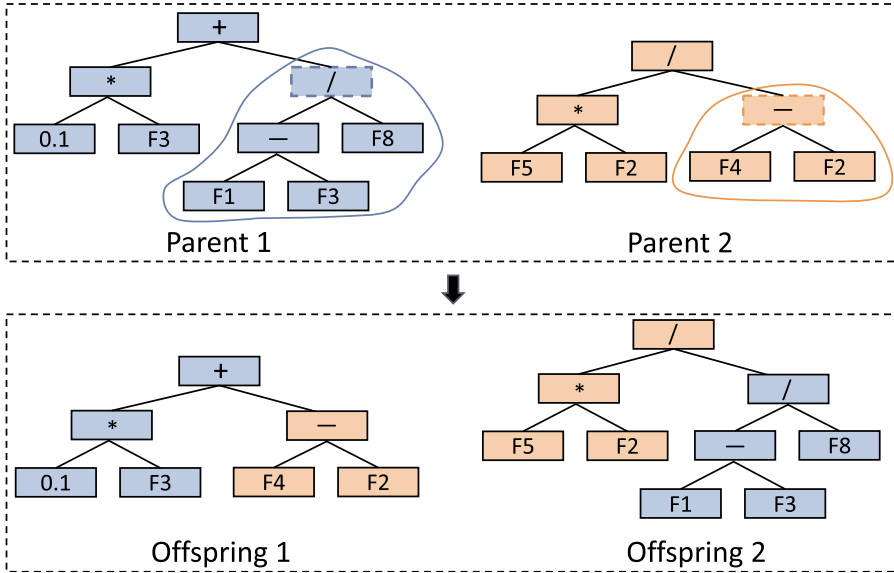 +
* /
0.1 F3 — F8
F1 F3
Parent 1
/
* —
F5 F2 F4 F2
Parent 2
+
* —
0.1 F3 F4 F2
Offspring 1
/
* /
F5 F2 — F8
F1 F3
Offspring 2